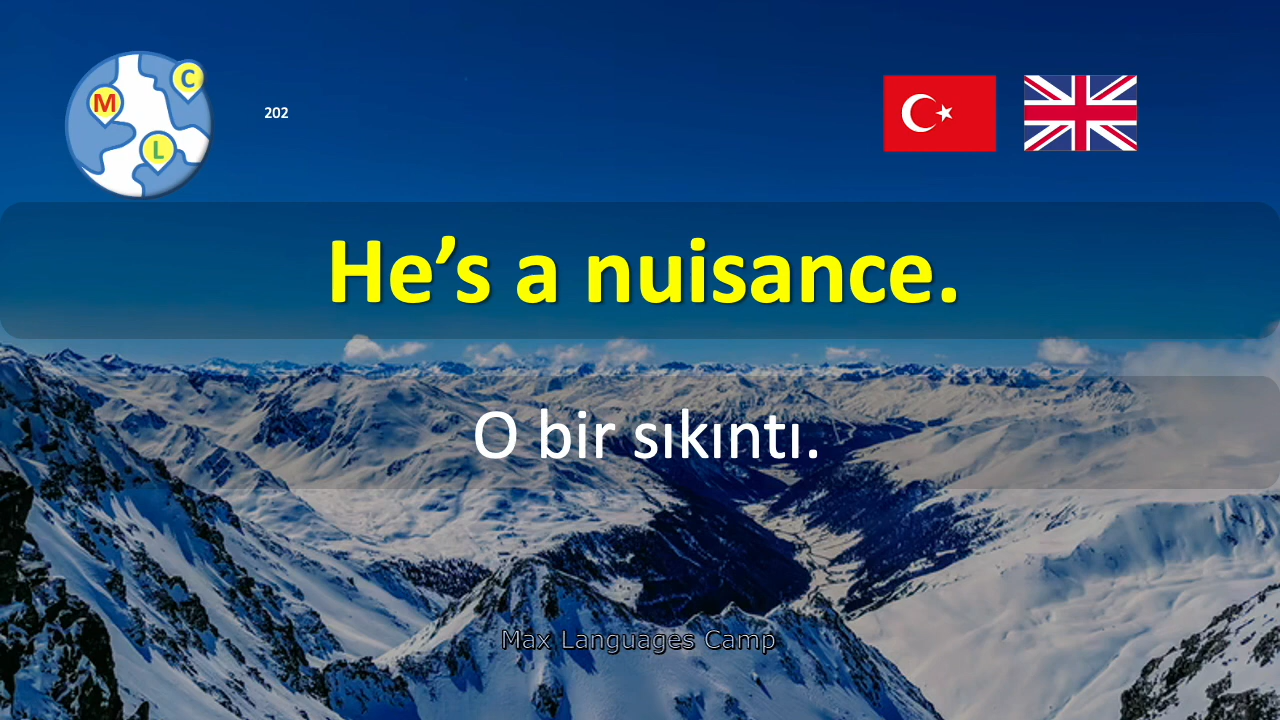 M
C
L
202
He’s a nuisance.
O bir sıkıntı.
Max Languages Camp